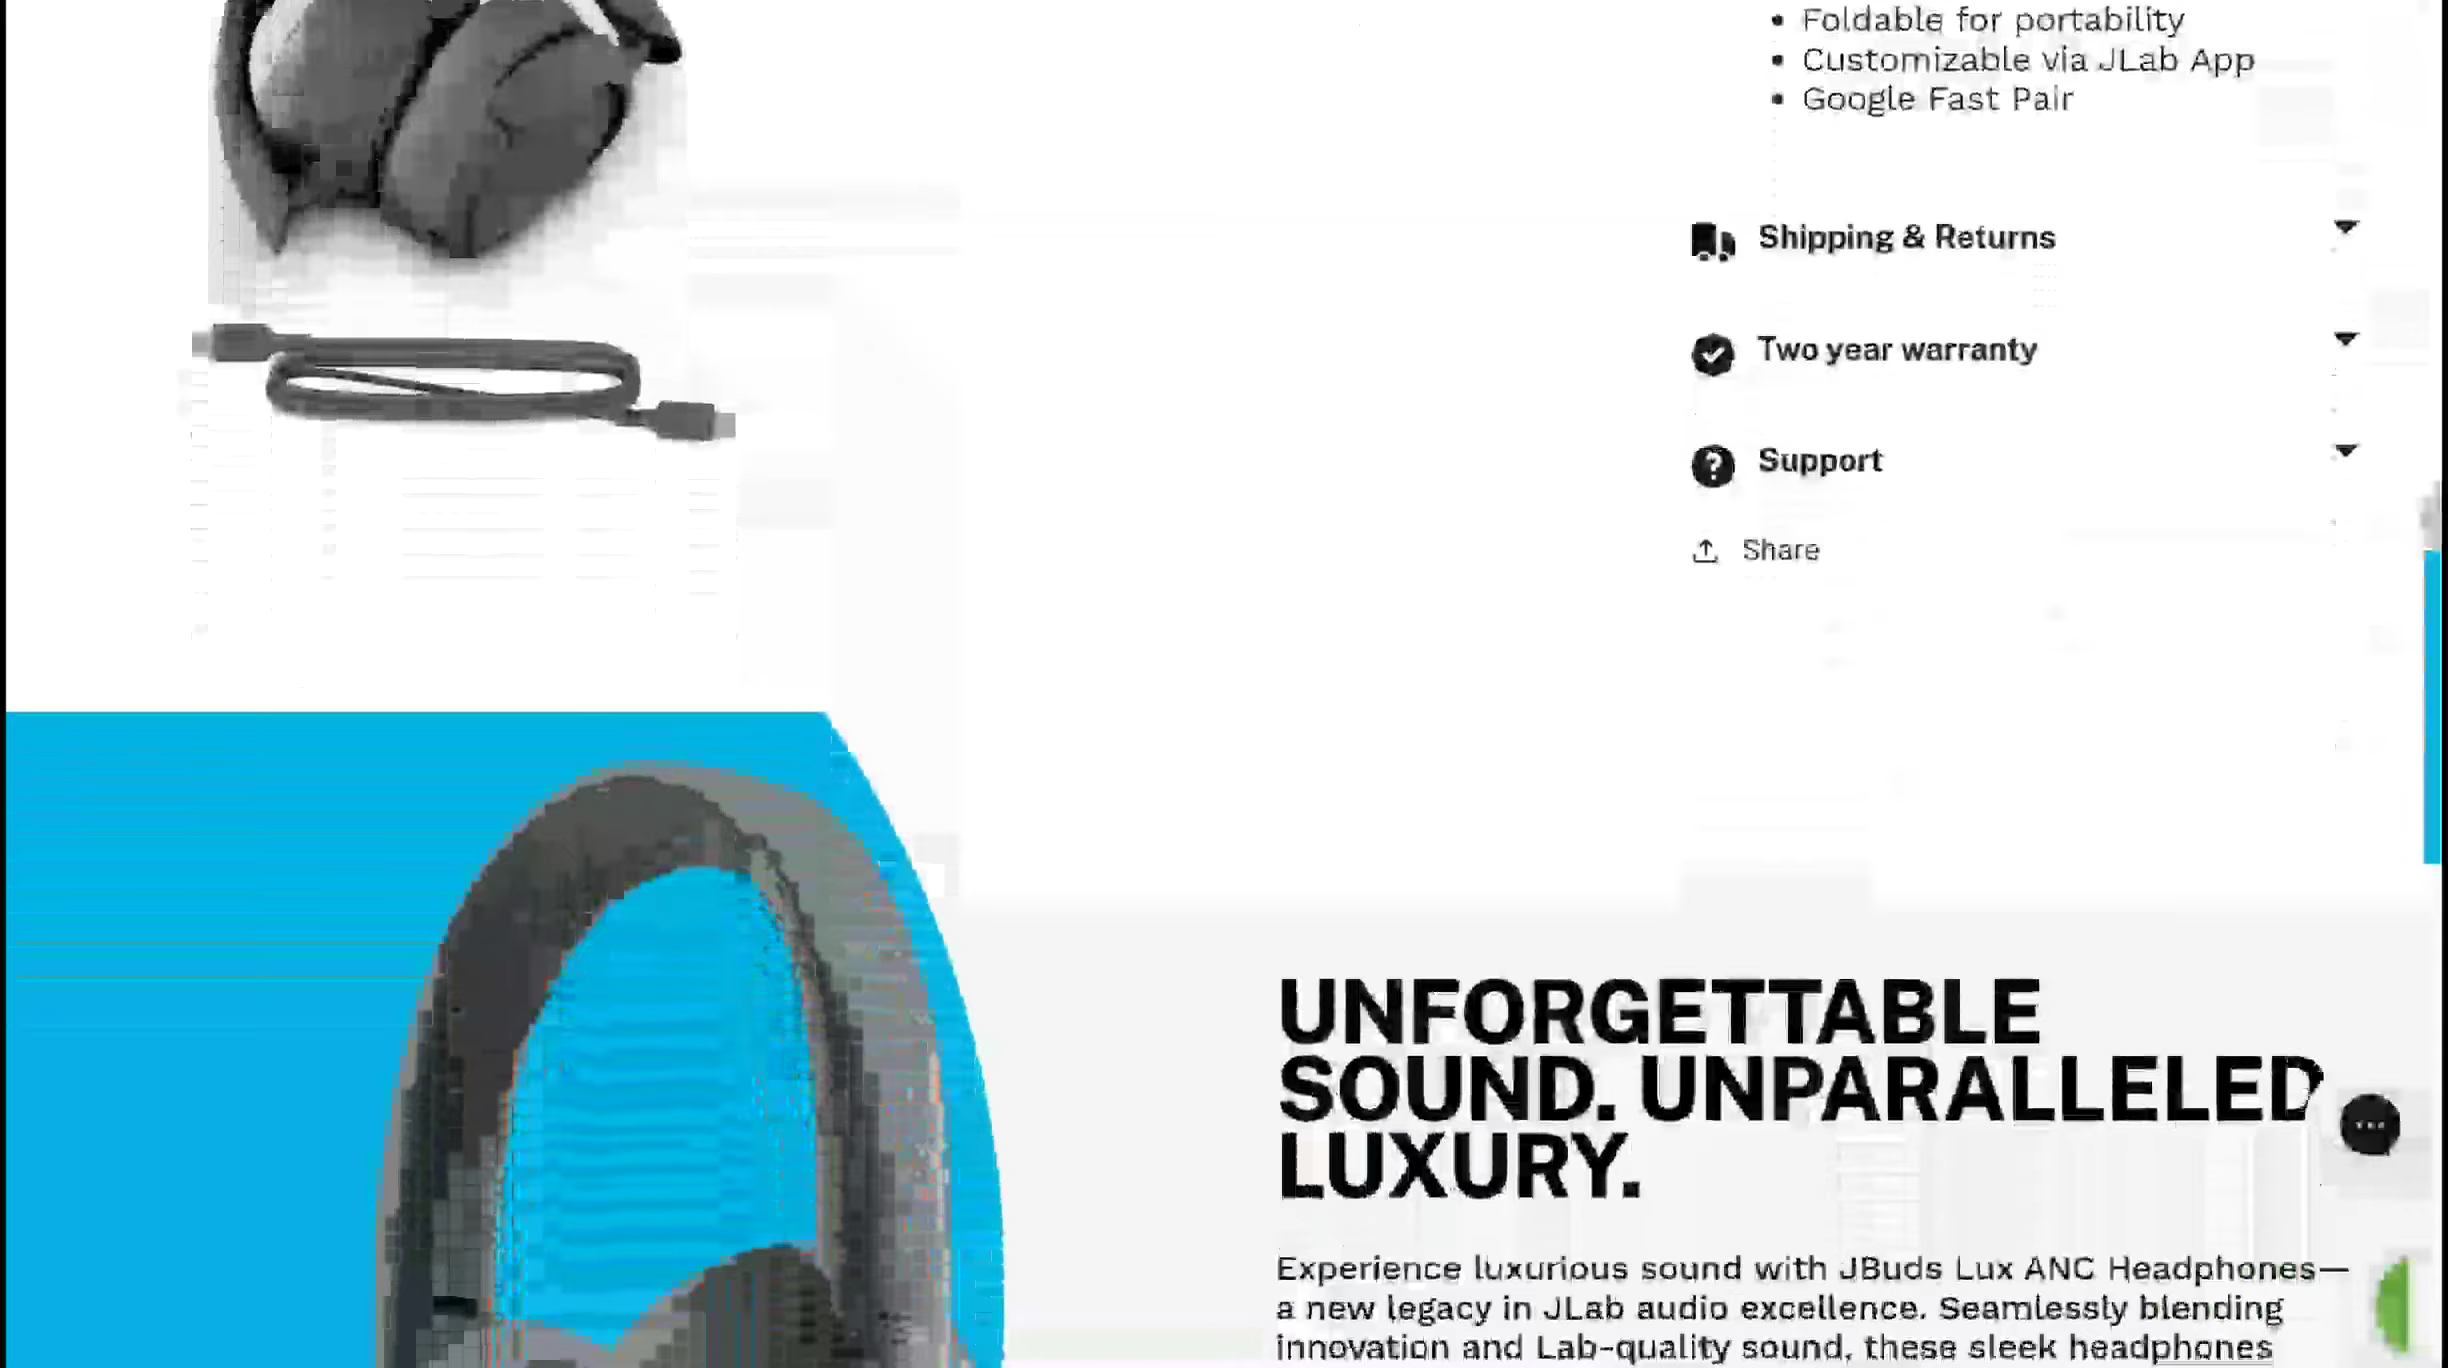 Foldable for portability
Customizable via JLab App
Google Fast Pair
Shipping & Returns
Two year warranty
Support
Share
UNFORGETTABLE
SOUND. UNPARALLELED
LUXURY.
Experience luxurious sound with JBuds Lux ANC Headphones—
a new legacy in JLab audio excellence. Seamlessly blending
innovation and Lab-quality sound, these sleek headphones